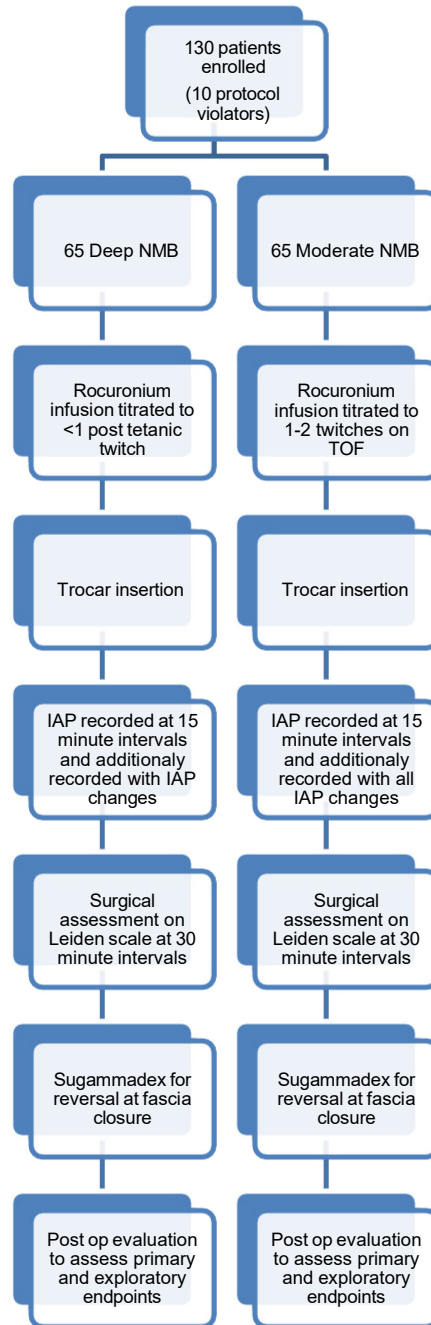 130 patients
enrolled
(10 protocol
violators)
65 Deep NMB
65 Moderate NMB
Rocuronium
infusion titrated to
<1 post tetanic
twitch
Rocuronium
infusion titrated to
1-2 twitches on
TOF
Trocar insertion
Trocar insertion
IAP recorded at 15
minute intervals
and additionaly
recorded with IAP
changes
IAP recorded at 15
minute intervals
and additionaly
recorded with all
IAP changes
Surgical
assessment on
Leiden scale at 30
minute intervals
Surgical
assessment on
Leiden scale at 30
minute intervals
Sugammadex for
reversal at fascia
closure
Sugammadex for
reversal at fascia
closure
Post op evaluation
to assess primary
and exploratory
endpoints
Post op evaluation
to assess primary
and exploratory
endpoints